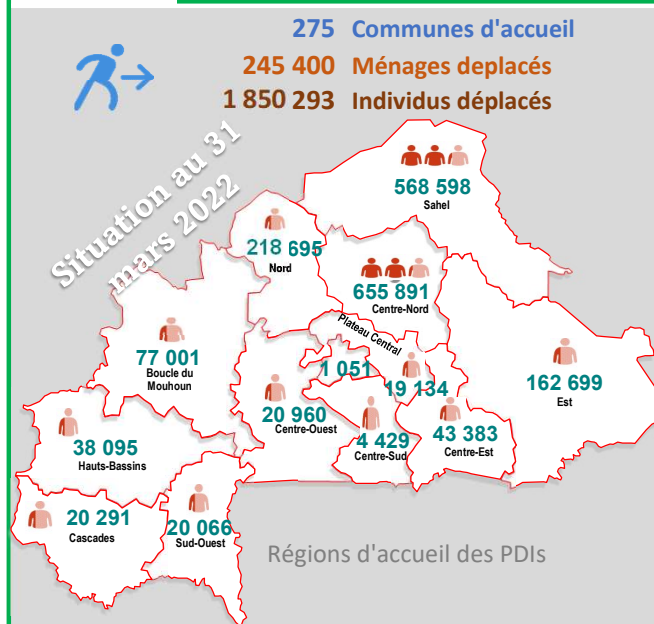 275 Communes d'accueil
245 400 Ménages deplacés
1 850 293 Individus déplacés
Situation au 31
mars 2022
568 598
Sahel
218 695
Nord
655 891
Centre-Nord
Plateau Central
77 001
Boucle du
Mouhoun
1 051
19 134
162 699
Est
20 960
Centre-Ouest
4 429
Centre-Sud
43 383
Centre-Est
38 095
Hauts-Bassins
20 291
Cascades
20 066
Sud-Ouest
Régions d'accueil des PDIs